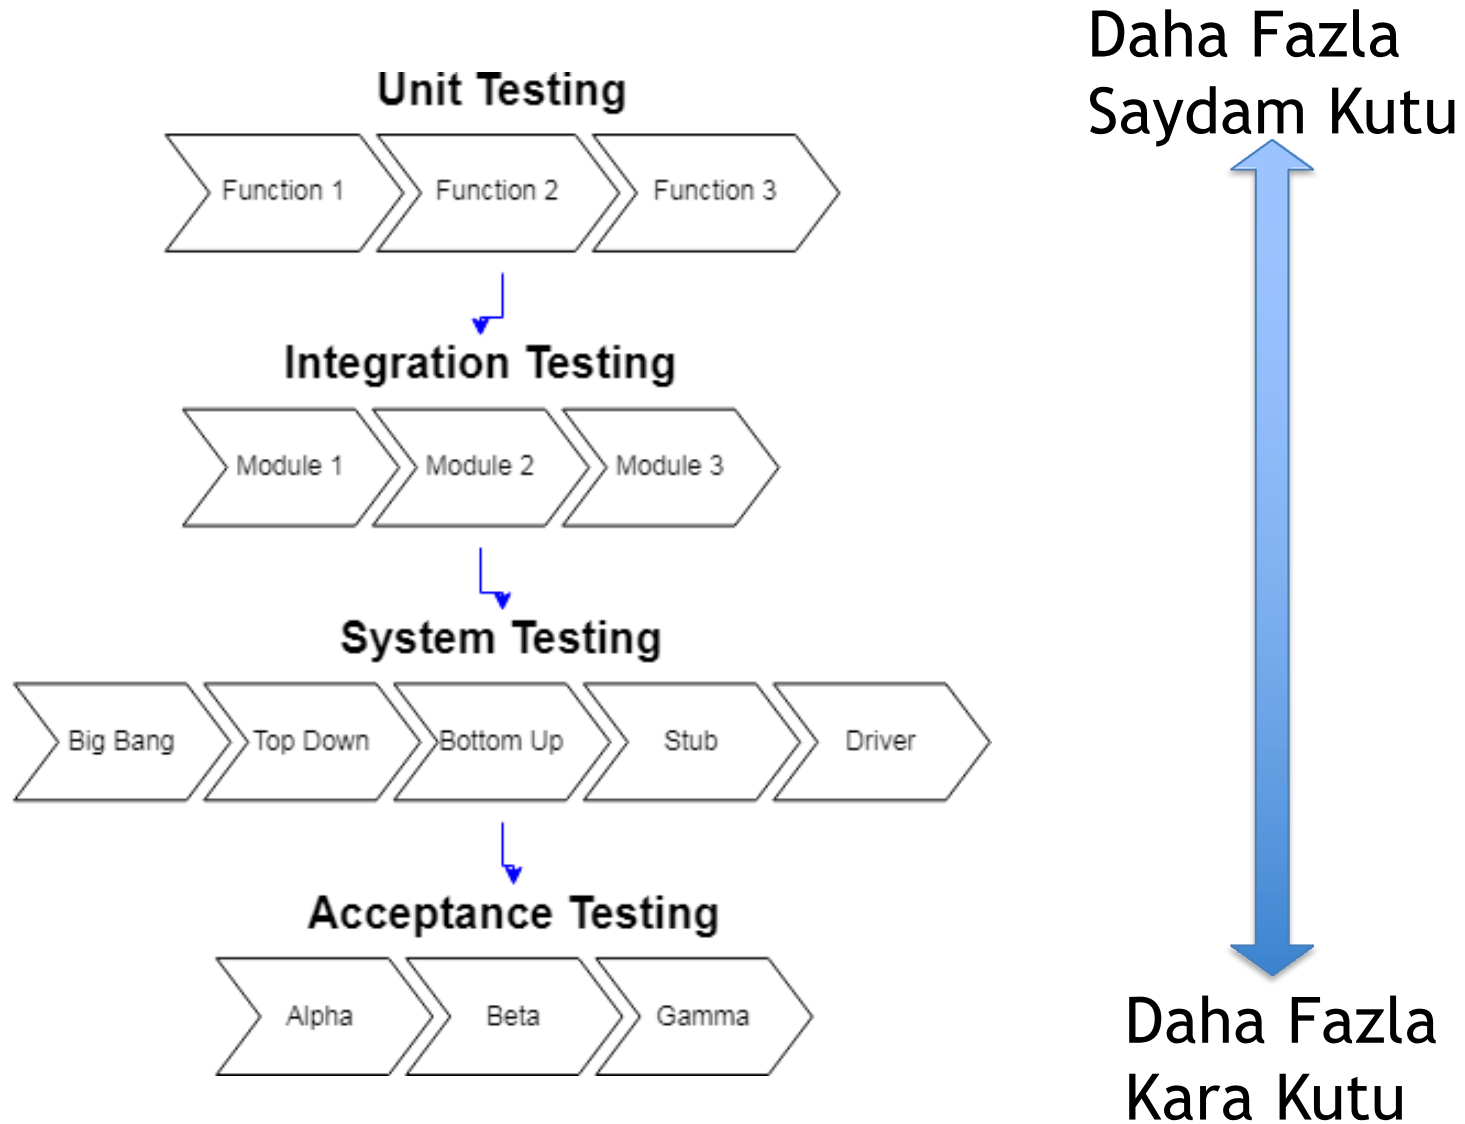 Daha Fazla
Saydam Kutu
Unit Testing
Function 1 Function 2 Function 3
Integration Testing
Module 1 Module 2 Module 3
System Testing
Big Bang Top Down Bottom Up Stub Driver
Acceptance Testing
Alpha Beta Gamma
Daha Fazla
Kara Kutu